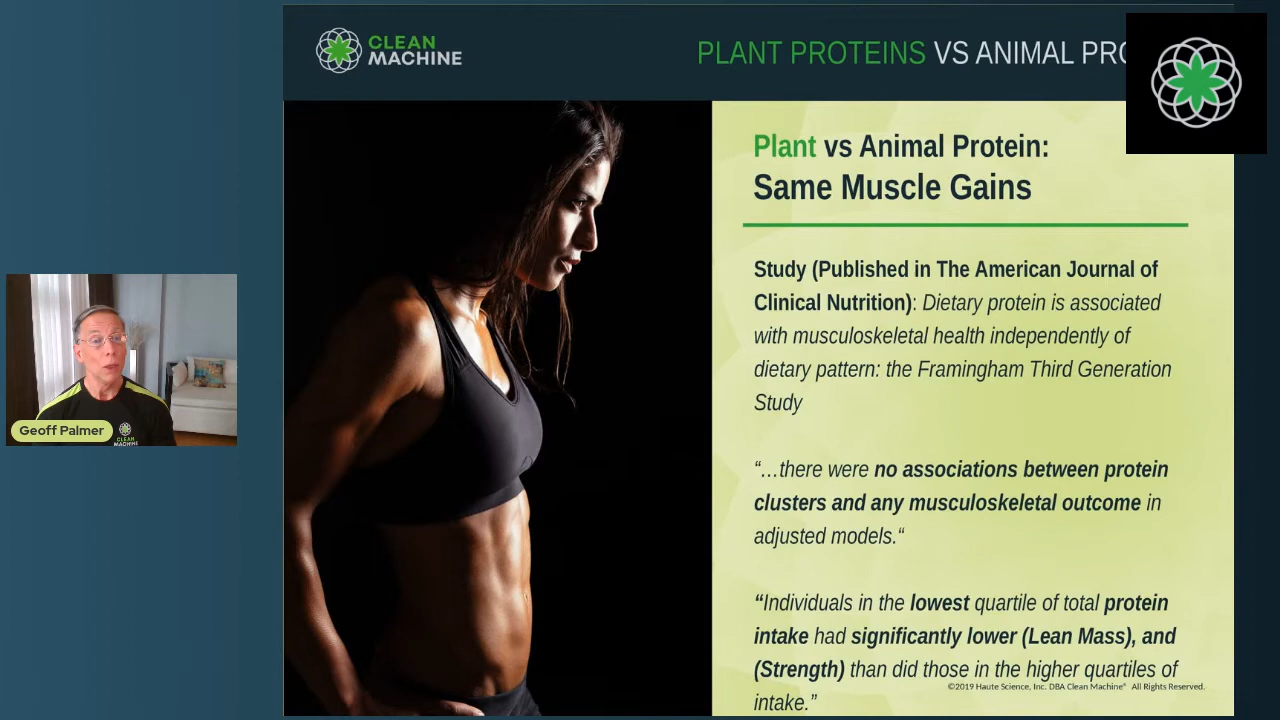 CLEAN
MACHINE
PLANT PROTEINS VS ANIMAL
Plant vs Animal Protein:
Same Muscle Gains
Study (Published in The American Journal of
Clinical Nutrition): Dietary protein is associated
with musculoskeletal health independently of
dietary pattern: the Framingham Third Generation
Study
“…there were no associations between protein
clusters and any musculoskeletal outcome in
adjusted models.“
“Individuals in the lowest quartile of total protein
intake had significantly lower (Lean Mass), and
(Strength) than did those in the higher quartiles of
intake.”
©2019 Haute Science, Inc. DBA Clean Machine® All Rights Reserved.
Geoff Palmer
CLEAN
MACHINE